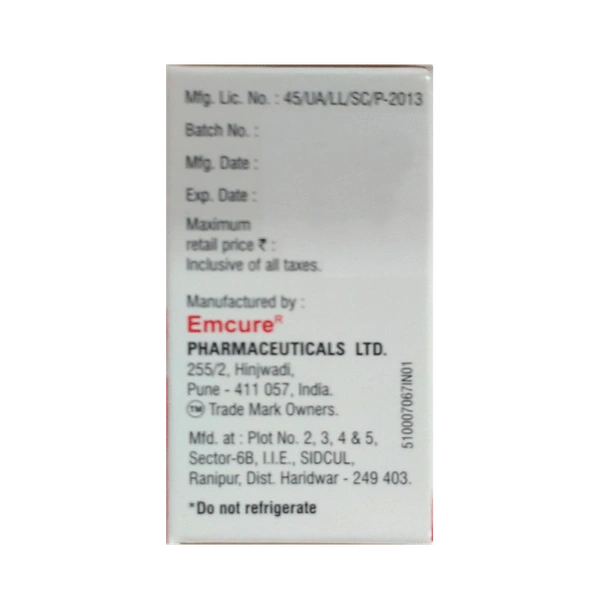 Mfg. Lic. No. : 45/UA/LL/SC/P-2013
Batch No. :
Mfg. Date :
Exp. Date :
Maximum
retail price ₹ :
Inclusive of all taxes.
Manufactured by :
Emcure®
PHARMACEUTICALS LTD.
255/2, Hinjwadi,
Pune - 411 057, India.
™ Trade Mark Owners.
Mfd. at : Plot No. 2, 3, 4 & 5,
Sector-6B, I.I.E., SIDCUL,
Ranipur, Dist. Haridwar - 249 403.
*Do not refrigerate
510007067IN01